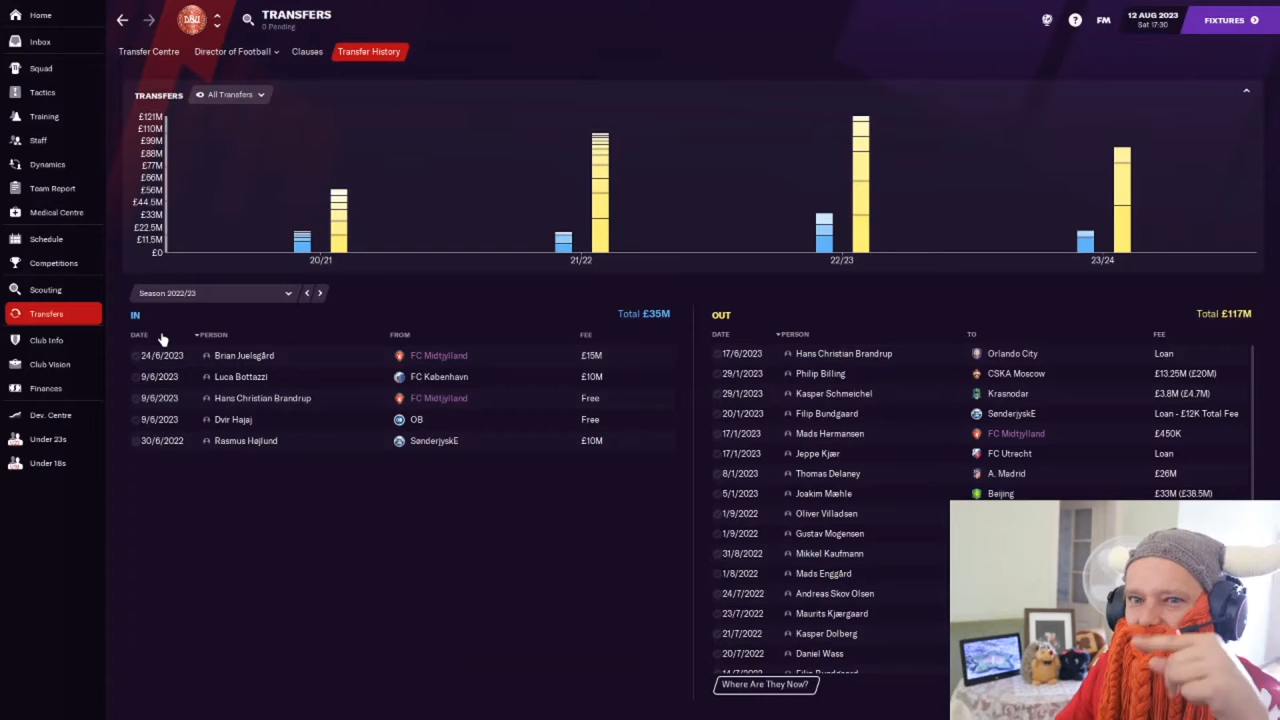 Home
Inbox
Squad
Tactics
Training
Staff
Dynamics
Team Report
Medical Centre
Schedule
Competitions
Scouting
Transfers
Club Info
Club Vision
Finances
Dev. Centre
Under 23s
Under 18s
DBU
TRANSFERS
0 Pending
FM
12 AUG 2023
Sat 17:30
FIXTURES
Transfer Centre Director of Football Clauses Transfer History
TRANSFERS All Transfers
£121M
£110M
£99M
£88M
£77M
£66M
£56M
£44.5M
£33M
£22.5M
£11.5M
£0
20/21 21/22 22/23 23/24
Season 2022/23
IN Total £35M
DATE PERSON FROM FEE
24/6/2023 Brian Juelsgård FC Midtjylland £15M
9/6/2023 Luca Bottazzi FC København £10M
9/6/2023 Hans Christian Brandrup FC Midtjylland Free
9/6/2023 Dvir Hajaj OB Free
30/6/2022 Rasmus Højlund SønderjyskE £10M
OUT Total £117M
DATE PERSON TO FEE
17/6/2023 Hans Christian Brandrup Orlando City Loan
29/1/2023 Philip Billing CSKA Moscow £13.25M (£20M)
29/1/2023 Kasper Schmeichel Krasnodar £3.8M (£4.7M)
20/1/2023 Filip Bundgaard SønderjyskE Loan - £12K Total Fee
17/1/2023 Mads Hermansen FC Midtjylland £450K
17/1/2023 Jeppe Kjær FC Utrecht Loan
8/1/2023 Thomas Delaney A. Madrid £26M
5/1/2023 Joakim Mæhle Beijing £33M (£38.5M)
1/9/2022 Oliver Villadsen
1/9/2022 Gustav Mogensen
31/8/2022 Mikkel Kaufmann
1/8/2022 Mads Enggård
24/7/2022 Andreas Skov Olsen
23/7/2022 Maurits Kjærgaard
21/7/2022 Kasper Dolberg
20/7/2022 Daniel Wass
14/7/2022 Filip Bundgaard
Where Are They Now?